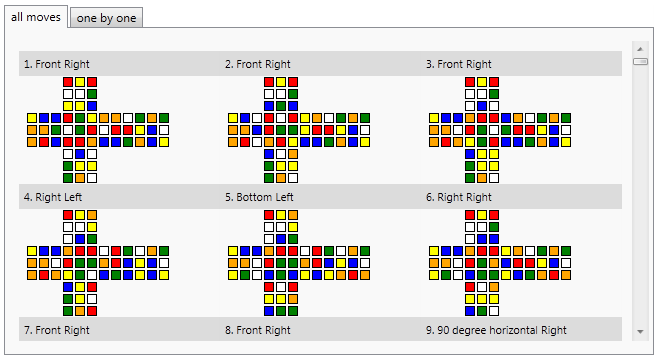 all moves one by one
1. Front Right 2. Front Right 3. Front Right
4. Right Left 5. Bottom Left 6. Right Right
7. Front Right 8. Front Right 9. 90 degree horizontal Right